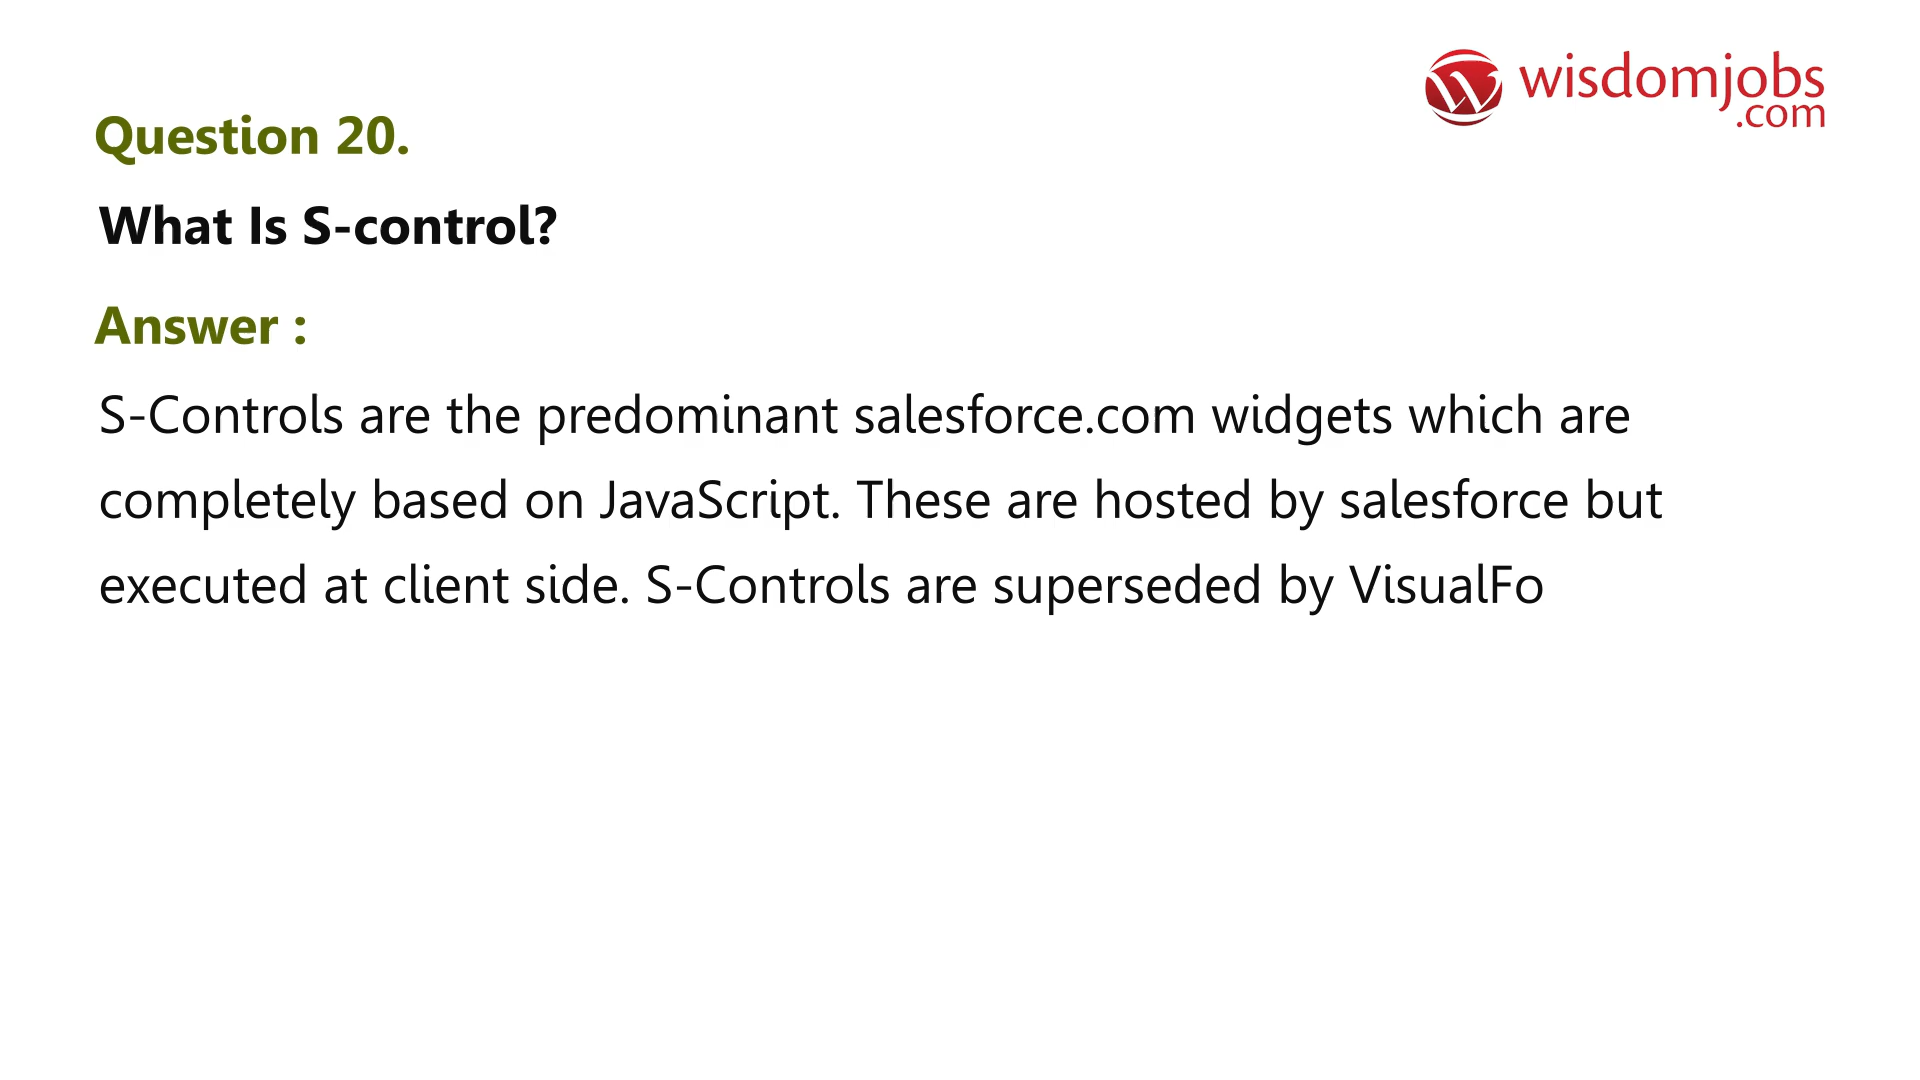 wisdomjobs
.com
Question 20.
What Is S-control?
Answer :
S-Controls are the predominant salesforce.com widgets which are
completely based on JavaScript. These are hosted by salesforce but
executed at client side. S-Controls are superseded by VisualFo